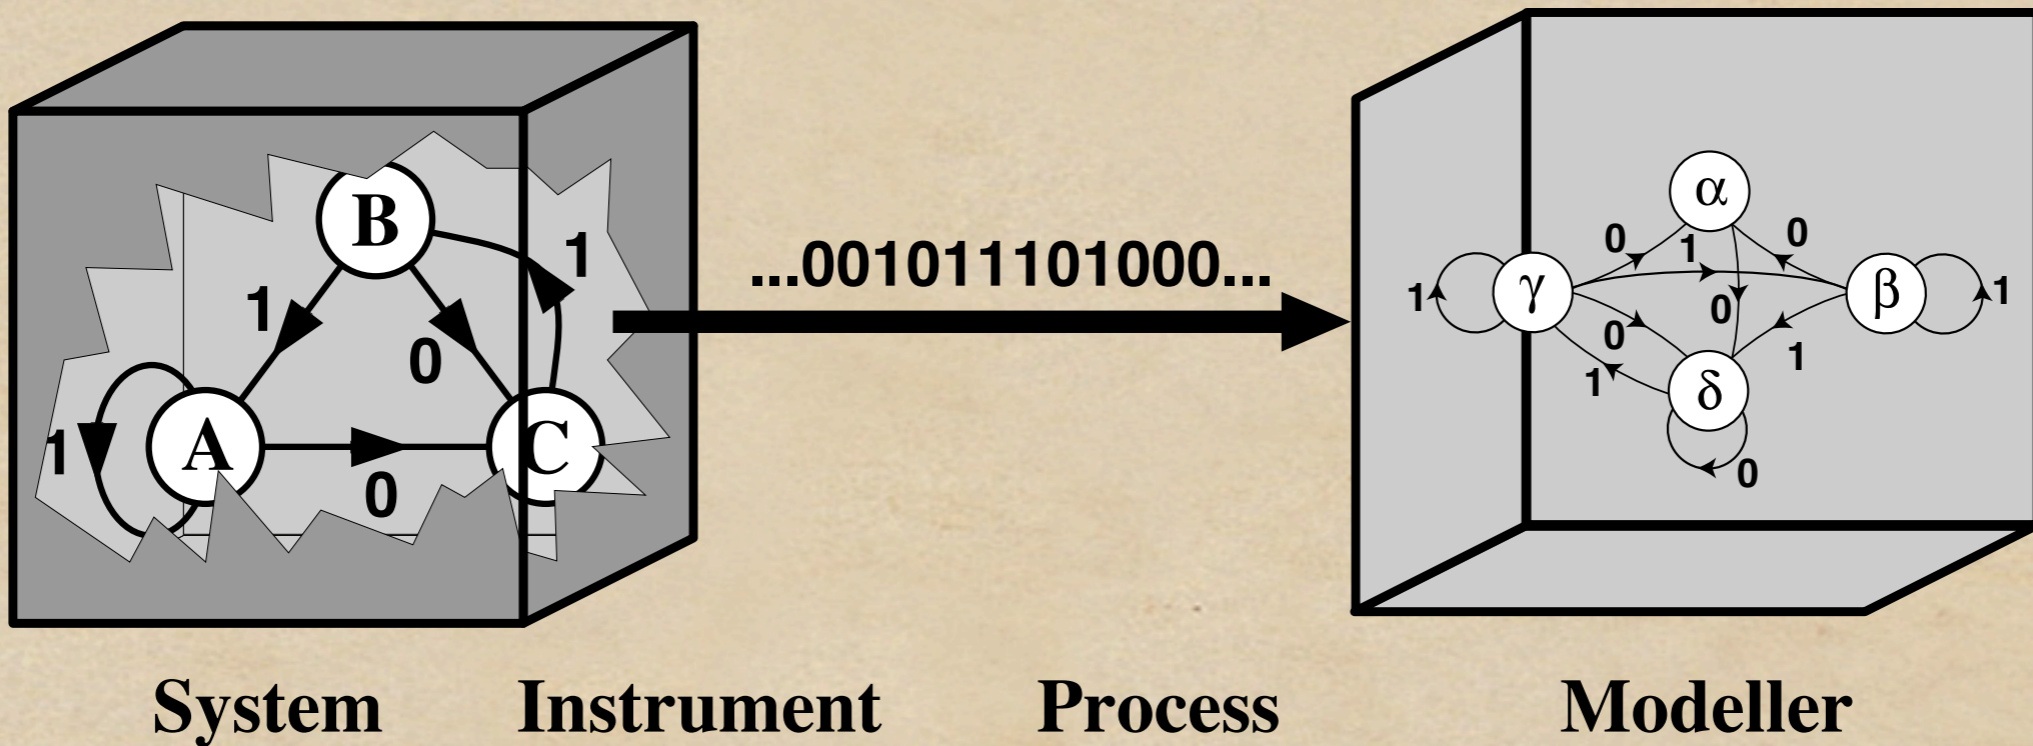 B
1
1
0
1
A
0
C
...001011101000...
α
0
1
0
1
γ
β
1
0
0
1
1
δ
0
System Instrument Process Modeller